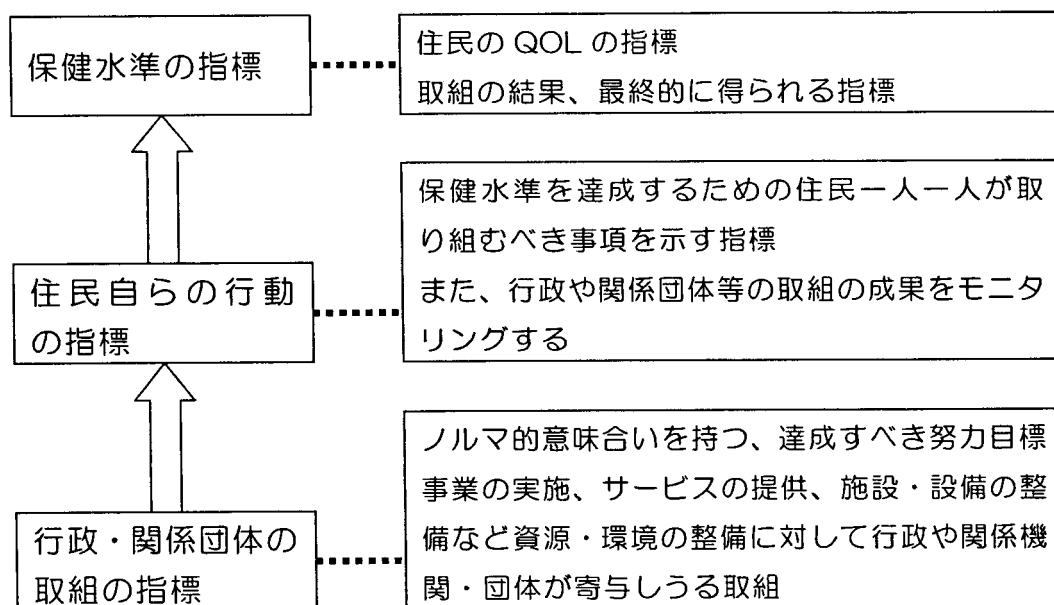 保健水準の指標
住民のQOLの指標
取組の結果、最終的に得られる指標
住民自らの行動
の指標
保健水準を達成するための住民一人一人が取
り組むべき事項を示す指標
また、行政や関係団体等の取組の成果をモニタ
リングする
行政・関係団体の
取組の指標
ノルマ的意味合いを持つ、達成すべき努力目標
事業の実施、サービスの提供、施設・設備の整
備など資源・環境の整備に対して行政や関係機
関・団体が寄与しうる取組